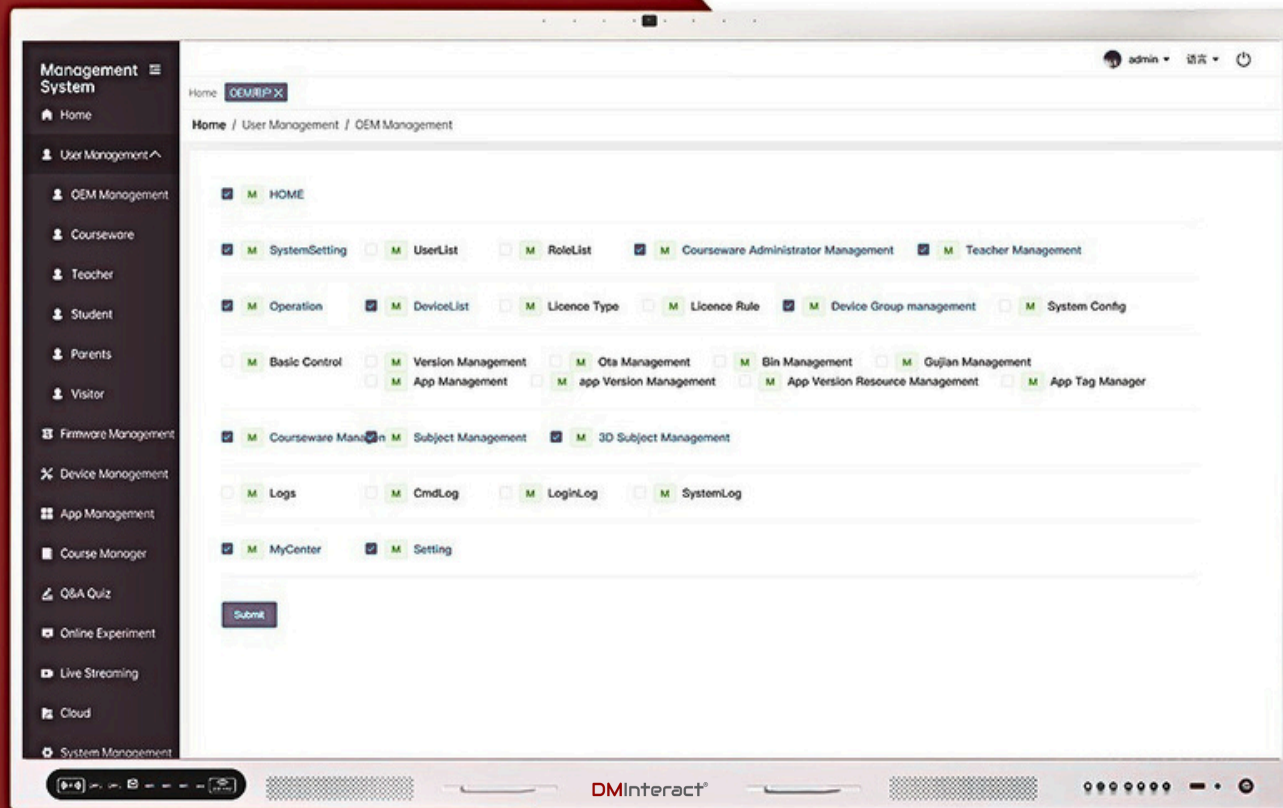 Management
System
Home
User Management
OEM Management
Courseware
Teacher
Student
Parents
Visitor
Firmware Management
Device Management
App Management
Course Manager
Q&A Quiz
Online Experiment
Live Streaming
Cloud
System Management
admin 语言
Home OEM用户 X
Home / User Management / OEM Management
M HOME
M SystemSetting M UserList M RoleList M Courseware Administrator Management M Teacher Management
M Operation M DeviceList M Licence Type M Licence Rule M Device Group management M System Config
M Basic Control M Version Management M Ota Management M Bin Management M Gujian Management
M App Management M app Version Management M App Version Resource Management M App Tag Manager
M Courseware Manag M Subject Management M 3D Subject Management
M Logs M CmdLog M LoginLog M SystemLog
M MyCenter M Setting
Submit
DMInteract